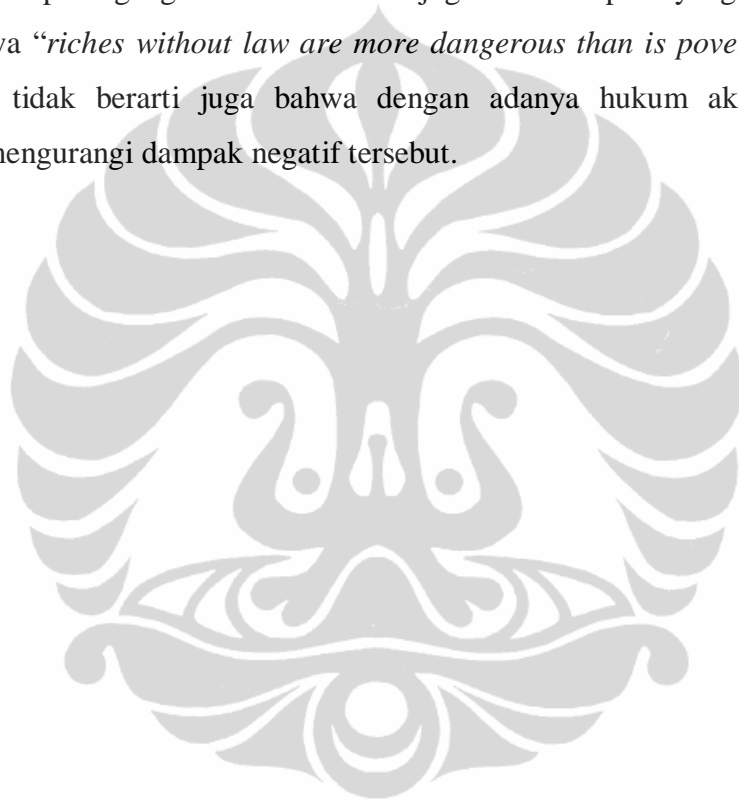 ya “riches without law are more dangerous than is pove
tidak berarti juga bahwa dengan adanya hukum ak
mengurangi dampak negatif tersebut.